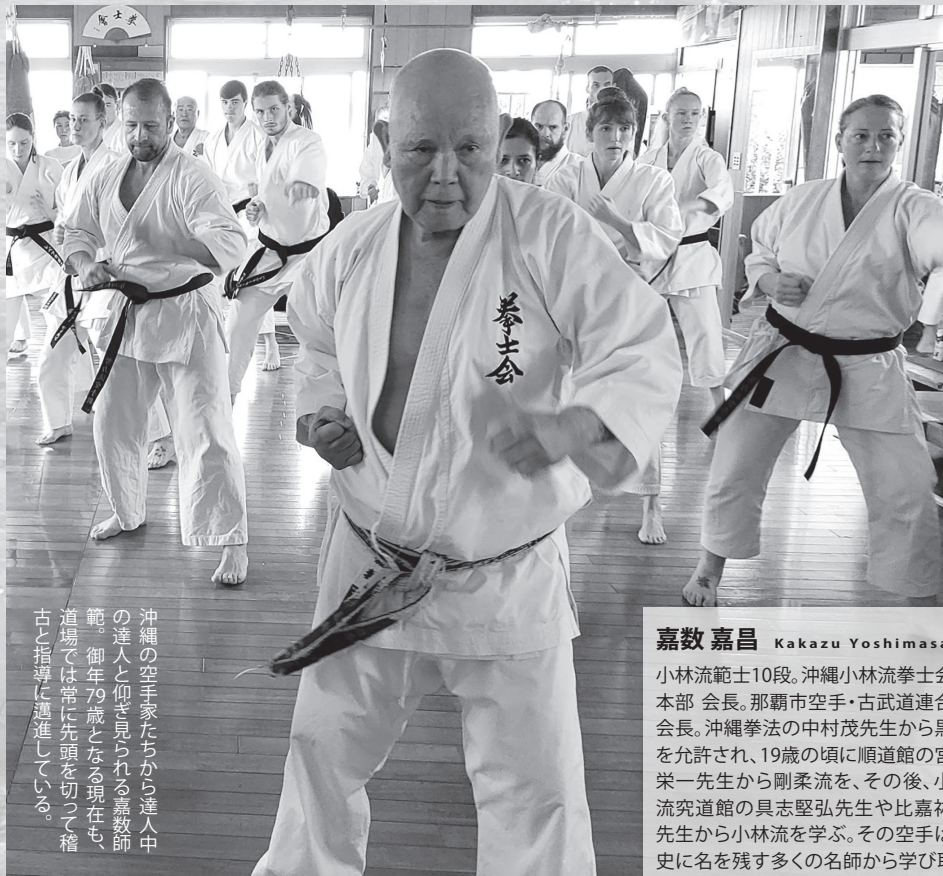 拳士會
拳士会
沖縄の空手家たちから達人中
の達人と仰ぎ見られる嘉数師
範。御年79歳となる現在も、
道場では常に先頭を切って稽
古と指導に邁進している。
嘉数 嘉昌 Kakazu Yoshimasa
小林流範士10段。沖縄小林流拳士会
本部 会長。那覇市空手・古武道連合
会長。沖縄拳法の中村茂先生から
を允許され、19歳の頃に順道館の宮
栄一先生から剛柔流を、その後、小
流究道館の具志堅弘先生や比嘉祐
先生から小林流を学ぶ。その空手は
史に名を残す多くの名師から学び取